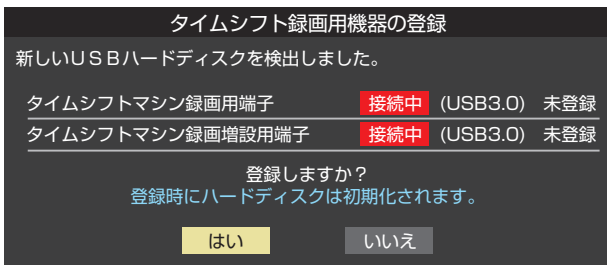 タイムシフト録画用機器の登録
新しいＵＳＢハードディスクを検出しました。
タイムシフトマシン録画用端子 接続中 (USB3.0) 未登録
タイムシフトマシン録画増設用端子 接続中 (USB3.0) 未登録
登録しますか？
登録時にハードディスクは初期化されます。
はい いいえ